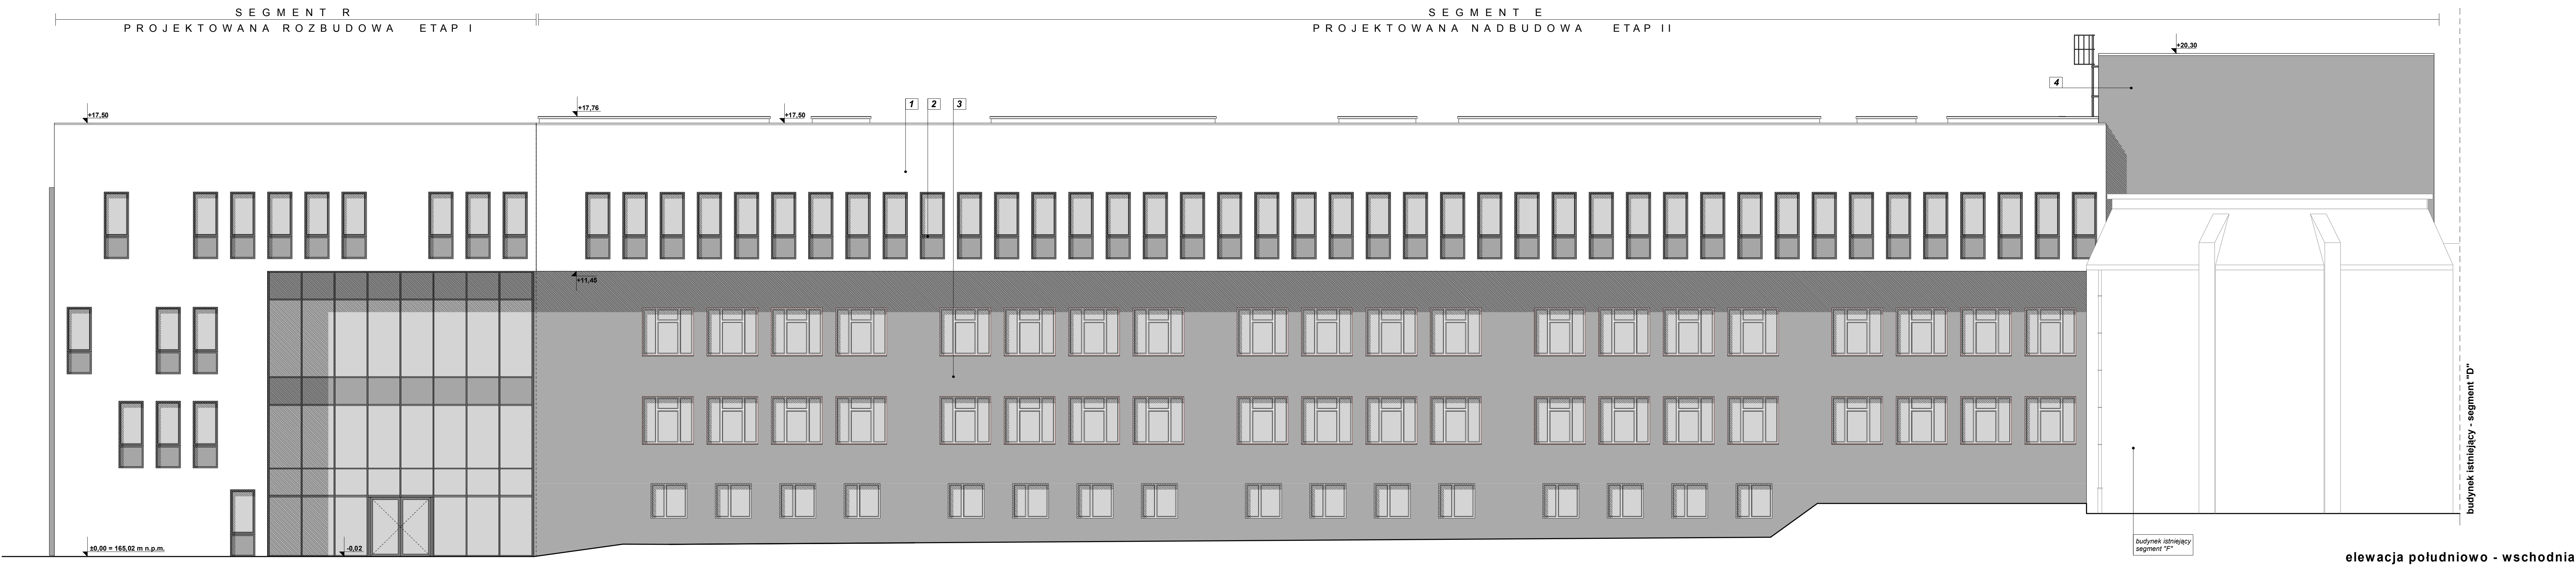 SEGMENT R
PROJEKTOWANA ROZBUDOWA ETAP I
SEGMENT E
PROJEKTOWANA NADBUDOWA ETAP II
+20,30
4
1
2
3
+17,50
+17,76
+17,50
+11,45
±0,00 = 165,02 m n.p.m.
-0,02
budynek istniejący
segment "F"
budynek istniejący - segment "D"
elewacja południowo - wschodnia